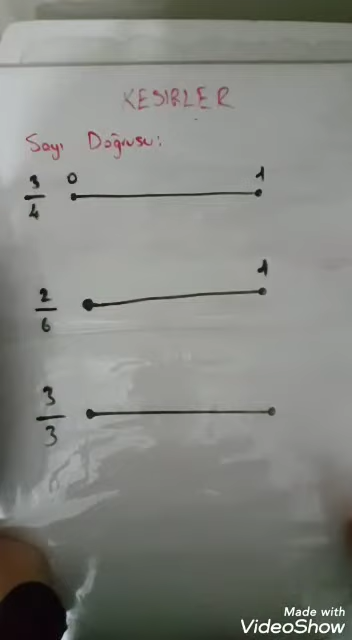 KESİRLER
Sayı Doğrusu:
3/4 0 1
2/6 1
3/3
Made with
VideoShow